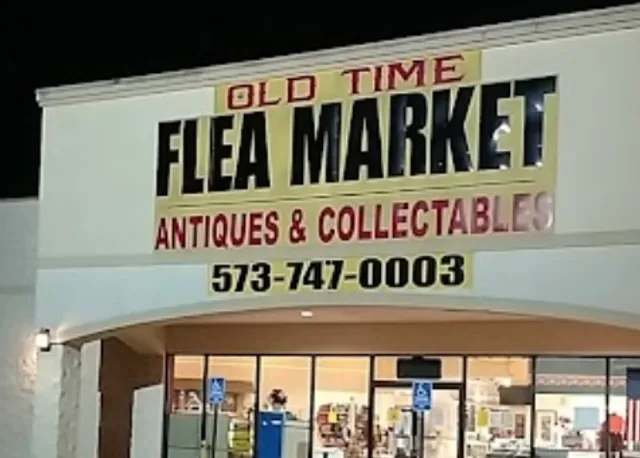 OLD TIME
FLEA MARKET
ANTIQUES & COLLECTABLES
573-747-0003